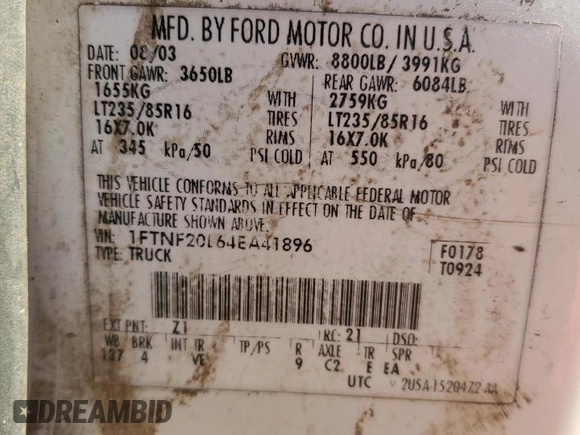 MFD. BY FORD MOTOR CO. IN U.S.A.
DATE: 08/03 GVWR: 8800LB/ 3991KG
FRONT GAWR: 3650LB REAR GAWR: 6084LB
1655KG WITH 2759KG WITH
LT235/85R16 TIRES LT235/85R16 TIRES
16X7.0K RIMS 16X7.0K RIMS
AT 345 kPa/50 PSI COLD AT 550 kPa/80 PSI COLD
THIS VEHICLE CONFORMS TO ALL APPLICABLE FEDERAL MOTOR
VEHICLE SAFETY STANDARDS IN EFFECT ON THE DATE OF
MANUFACTURE SHOWN ABOVE.
VIN: 1FTNF20L64EA41896 F0178
TYPE: TRUCK T0924
EXT PNT: Z1 RC: 21 DSO:
WB BRK INT TR TP/PS R AXLE TR SPR
137 4 VE 9 C2 E EA
UTC 2U5A-15204Z2-AA
DREAMBID